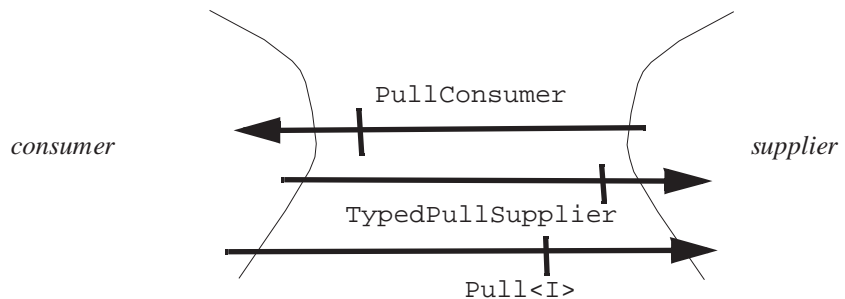 PullConsumer
consumer
supplier
TypedPullSupplier
Pull<I>